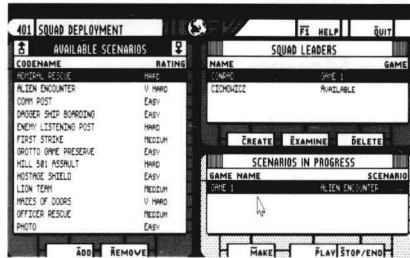 401 SQUAD DEPLOYMENT
F1 HELP
QUIT
AVAILABLE SCENARIOS
CODENAME RATING
ADMIRAL RESCUE HARD
ALIEN ENCOUNTER V HARD
COMM POST EASY
DAGGER SHIP BOARDING EASY
ENEMY LISTENING POST HARD
FIRST STRIKE MEDIUM
GROTTO GAME PRESERVE EASY
HILL 501 ASSAULT HARD
HOSTAGE SHIELD EASY
LION TEAM MEDIUM
MAZES OF DOORS V HARD
OFFICER RESCUE MEDIUM
PHOTO EASY
ADD REMOVE
SQUAD LEADERS
NAME GAME
CONRAD GAME 1
CICHOWICZ AVAILABLE
CREATE EXAMINE DELETE
SCENARIOS IN PROGRESS
GAME NAME SCENARIO
GAME 1 ALIEN ENCOUNTER
MAKE PLAY STOP/END